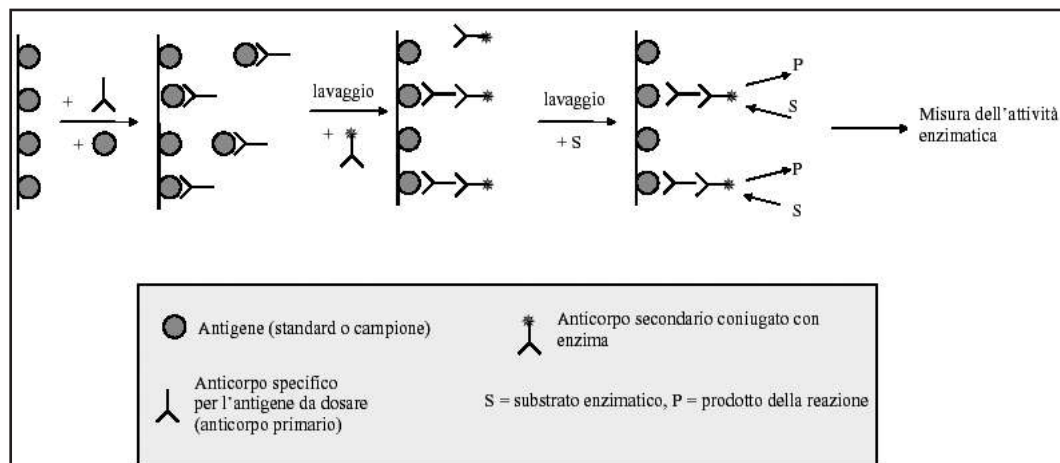 +
+
lavaggio
+
lavaggio
+ S
P
S
P
S
Misura dell'attività
enzimatica
Antigene (standard o campione)
Anticorpo specifico
per l'antigene da dosare
(anticorpo primario)
Anticorpo secondario coniugato con
enzima
S = substrato enzimatico, P = prodotto della reazione